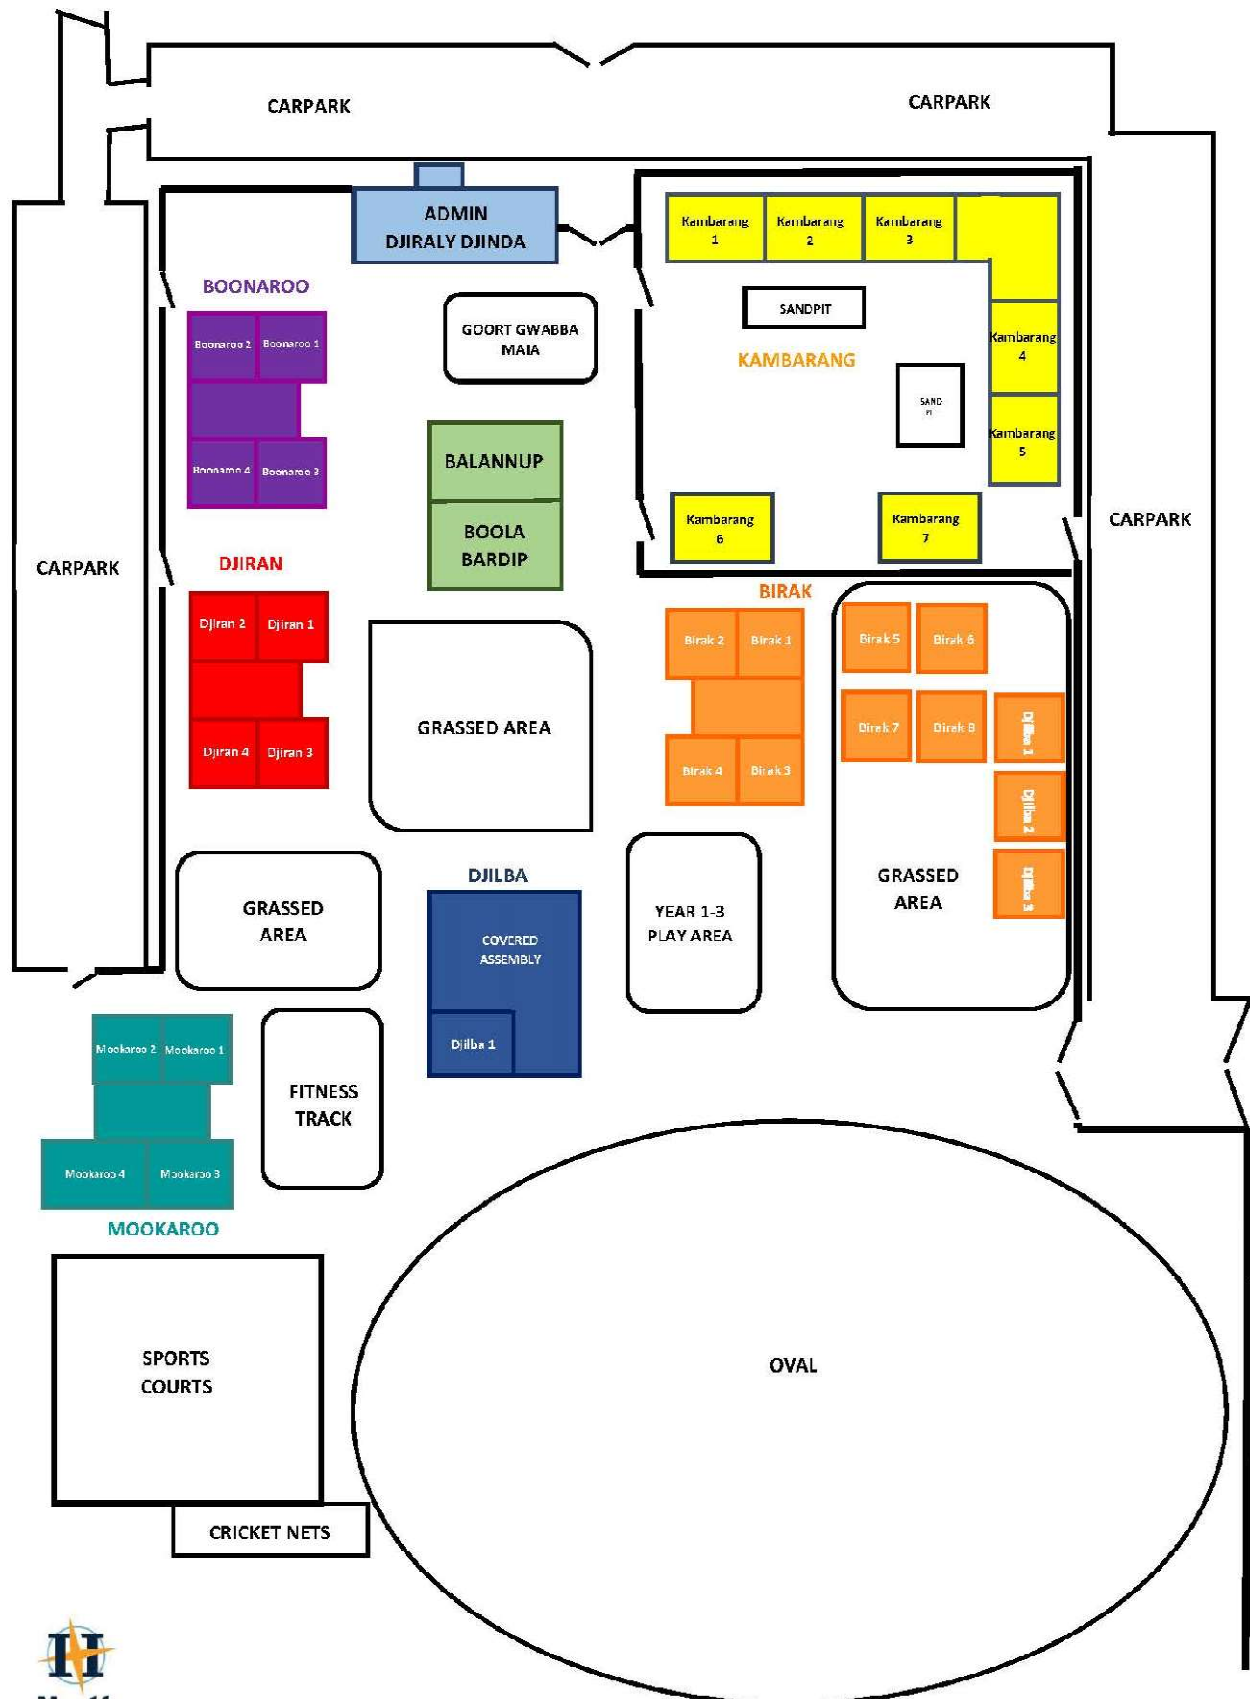 CARPARK
CARPARK
ADMIN
DJIRALY DJINDA
Kambarang
1
Kambarang
2
Kambarang
3
BOONAROO
SANDPIT
GOORT GWABBA
MAIA
Boonaroo 2
Boonaroo 1
Kambarang
4
KAMBARANG
SAND
BALANNUP
Kambarang
5
Boonaroo 4
Boonaroo 3
Kambarang
6
Kambarang
7
CARPARK
BOOLA
BARDIP
CARPARK
DJIRAN
BIRAK
Djiran 2
Djiran 1
Birak 2
Birak 1
Birak 5
Birak 6
GRASSED AREA
Birak 7
Birak 8
Djilba 1
Djiran 4
Djiran 3
Birak 4
Birak 3
Djilba 2
DJILBA
GRASSED
AREA
Djilba 3
GRASSED
AREA
YEAR 1-3
PLAY AREA
COVERED
ASSEMBLY
Djilba 1
Mookaroo 2
Mookaroo 1
FITNESS
TRACK
Mookaroo 4
Mookaroo 3
MOOKAROO
SPORTS
COURTS
OVAL
CRICKET NETS
H